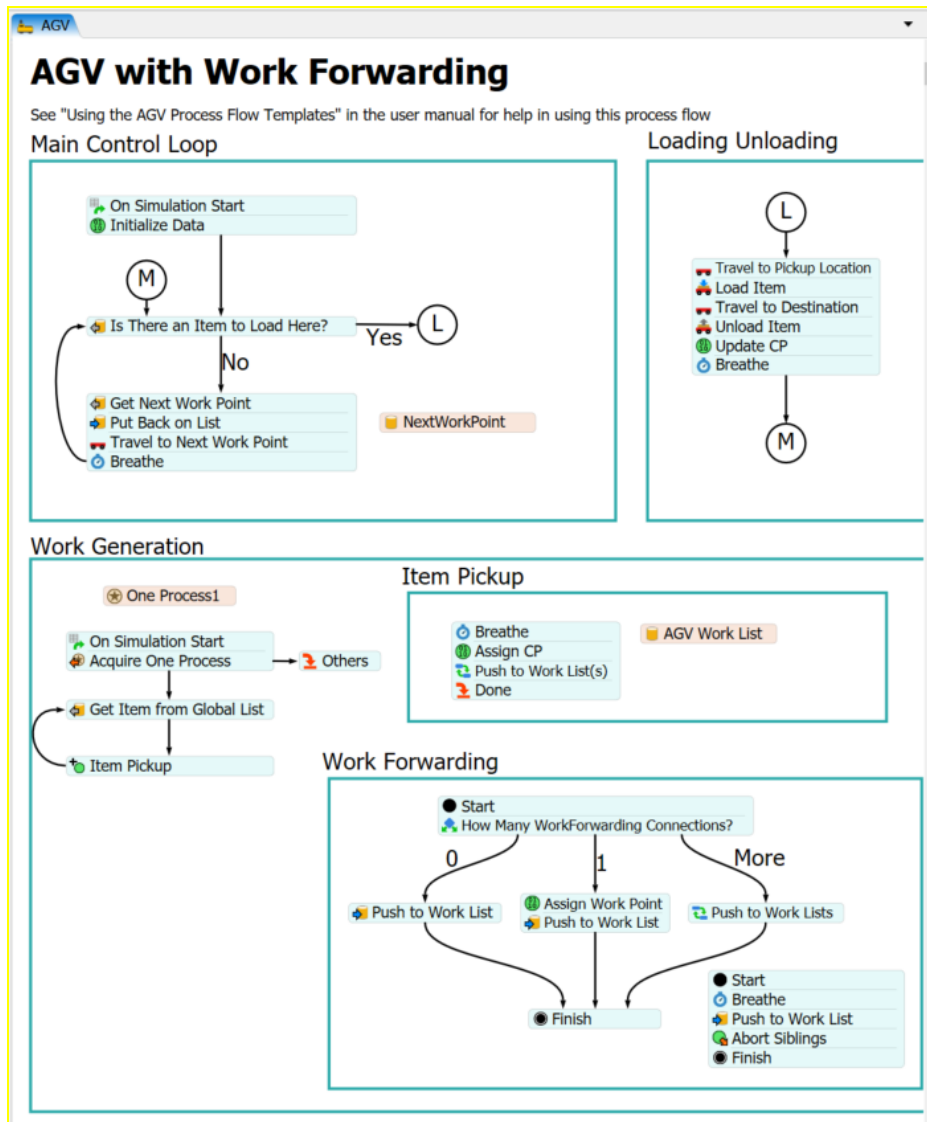 AGV
AGV with Work Forwarding
See "Using the AGV Process Flow Templates" in the user manual for help in using this process flow
Main Control Loop
On Simulation Start
Initialize Data
M
Is There an Item to Load Here?
Yes
L
No
Get Next Work Point
Put Back on List
Travel to Next Work Point
Breathe
NextWorkPoint
Loading Unloading
L
Travel to Pickup Location
Load Item
Travel to Destination
Unload Item
Update CP
Breathe
M
Work Generation
One Process1
On Simulation Start
Acquire One Process
Others
Get Item from Global List
Item Pickup
Item Pickup
Breathe
Assign CP
Push to Work List(s)
Done
AGV Work List
Work Forwarding
Start
How Many WorkForwarding Connections?
0
1
More
Push to Work List
Assign Work Point
Push to Work List
Push to Work Lists
Finish
Start
Breathe
Push to Work List
Abort Siblings
Finish